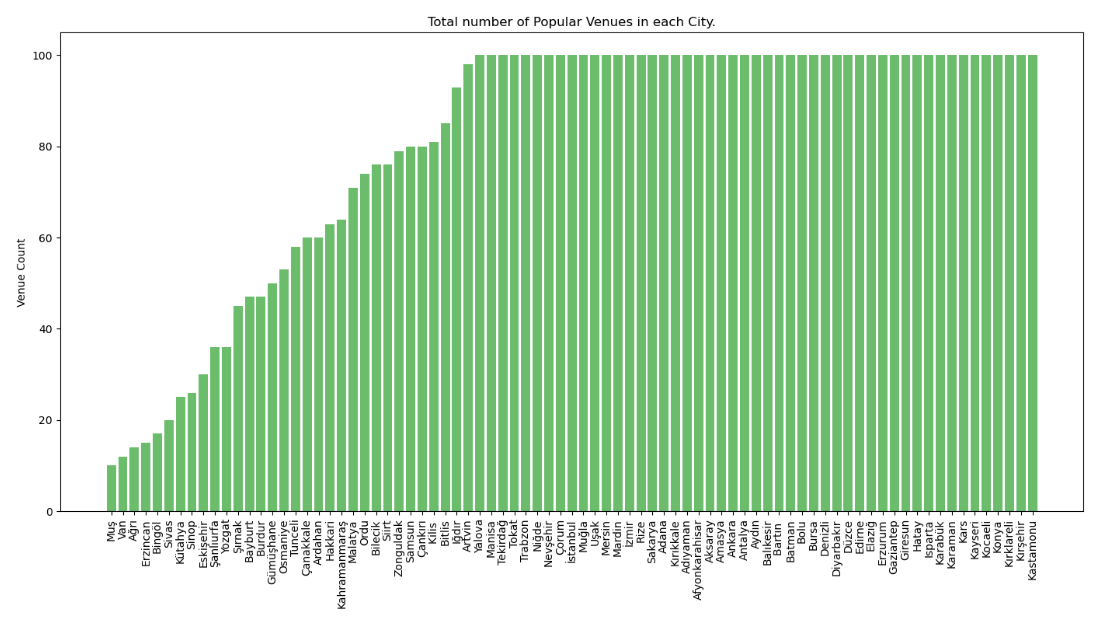 Total number of Popular Venues in each City.
Venue Count
100
80
60
40
20
0
Muş
Van
Ağrı
Erzincan
Bingöl
Sivas
Kütahya
Sinop
Eskişehir
Şanlıurfa
Yozgat
Şırnak
Bayburt
Burdur
Gümüşhane
Osmaniye
Tunceli
Çanakkale
Ardahan
Hakkari
Kahramanmaraş
Malatya
Ordu
Bilecik
Siirt
Zonguldak
Samsun
Çankırı
Kilis
Bitlis
Iğdır
Artvin
Yalova
Manisa
Tekirdağ
Tokat
Trabzon
Niğde
Nevşehir
Çorum
İstanbul
Muğla
Uşak
Mersin
Mardin
İzmir
Rize
Sakarya
Adana
Kırıkkale
Adıyaman
Afyonkarahisar
Aksaray
Amasya
Ankara
Antalya
Aydın
Balıkesir
Bartın
Batman
Bolu
Bursa
Denizli
Diyarbakır
Düzce
Edirne
Elazığ
Erzurum
Gaziantep
Giresun
Hatay
Isparta
Karabük
Karaman
Kars
Kayseri
Kocaeli
Konya
Kırklareli
Kırşehir
Kastamonu